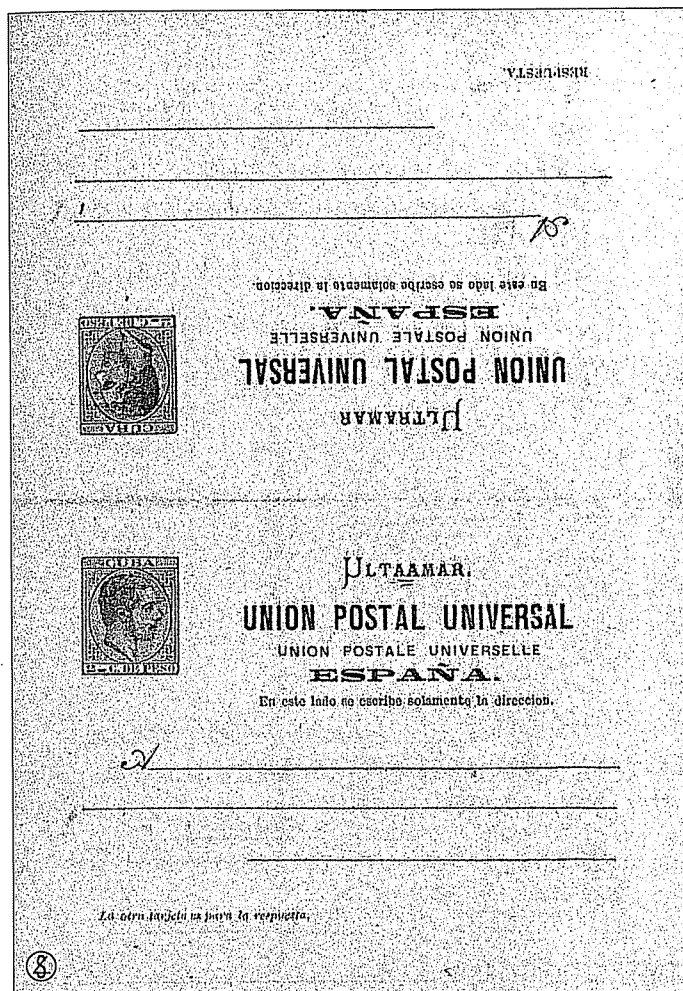 RESPUESTA.
A
En este lado se escribe solamente la direccion.
ESPAÑA.
UNION POSTALE UNIVERSELLE
UNION POSTAL UNIVERSAL
ULTRAMAR
CUBA
CUBA
C. DE PESO
ULTAAMAR.
UNION POSTAL UNIVERSAL
UNION POSTALE UNIVERSELLE
ESPAÑA.
En este lado se escribe solamente la direccion.
A
La otra tarjeta es para la respuesta.